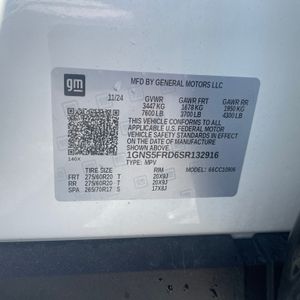 gm
MFD BY GENERAL MOTORS LLC
11/24 GVWR GAWR FRT GAWR RR
3447 KG 1678 KG 1950 KG
7600 LB 3700 LB 4300 LB
THIS VEHICLE CONFORMS TO ALL
APPLICABLE U.S. FEDERAL MOTOR
VEHICLE SAFETY STANDARDS IN
EFFECT ON THE DATE OF
MANUFACTURE SHOWN ABOVE.
1GNS5FRD6SR132916
TYPE: MPV MODEL: 66CC10906
TIRE SIZE RIM
FRT 275/60R20 T 20X9J
RR 275/60R20 T 20X9J
SPA 265/70R17 S 17X8J